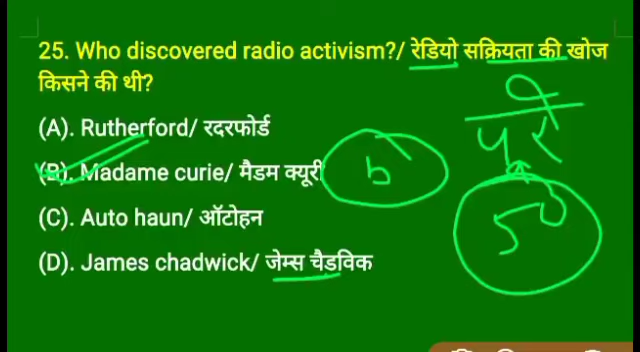 25. Who discovered radio activism?/ रेडियो सक्रियता की खोज
किसने की थी?
(A). Rutherford/ रदरफोर्ड
(B). Madame curie/ मैडम क्यूरी
(C). Auto haun/ ऑटोहन
(D). James chadwick/ जेम्स चैडविक
b